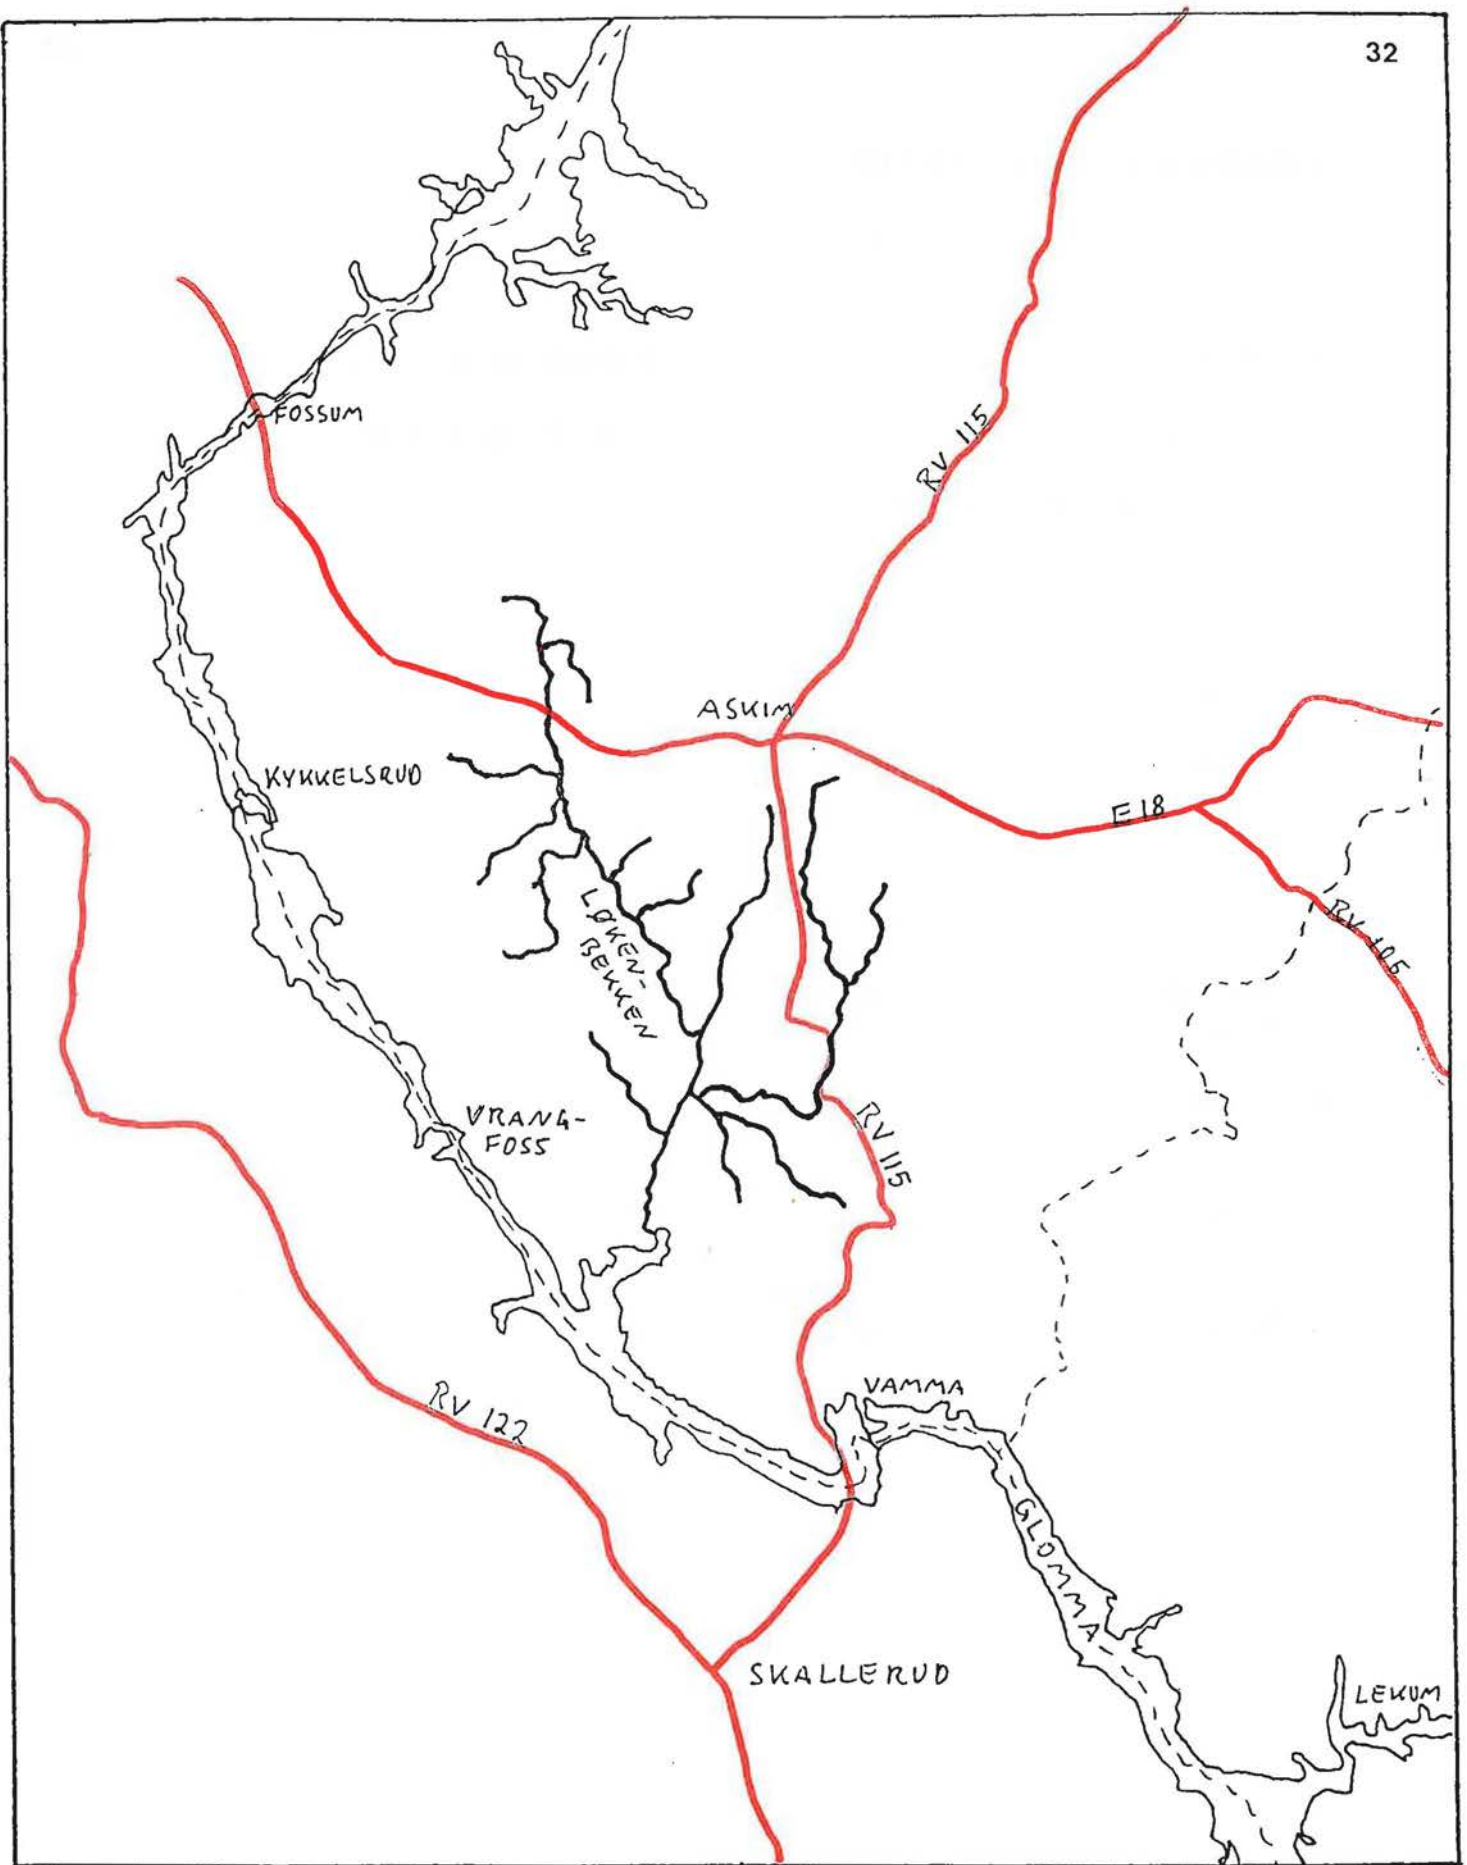 32
FOSSUM
RV 115
ASKIM
KYKKELSRUD
E18
LØKEN-
BEKKEN
RV 105
VRANG-
FOSS
RV 115
VAMMA
RV 122
GLOMMA
SKALLERUD
LEKUM